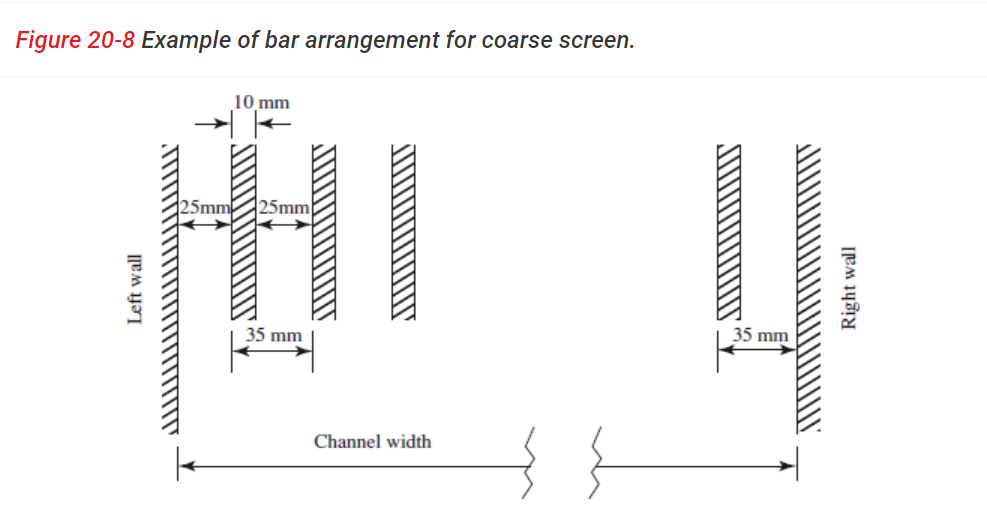 Figure 20-8 Example of bar arrangement for coarse screen.
10 mm
25mm 25mm
Left wall
Right wall
35 mm 35 mm
Channel width